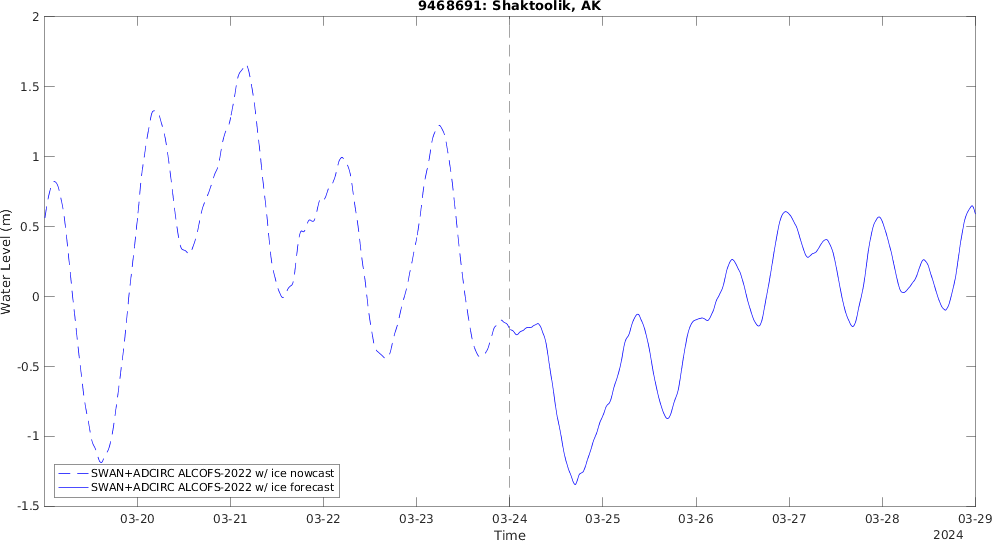 9468691: Shaktoolik, AK
2
1.5
1
0.5
0
-0.5
-1
-1.5
Water Level (m)
SWAN+ADCIRC ALCOFS-2022 w/ ice nowcast
SWAN+ADCIRC ALCOFS-2022 w/ ice forecast
03-20 03-21 03-22 03-23 03-24 03-25 03-26 03-27 03-28 03-29
Time
2024